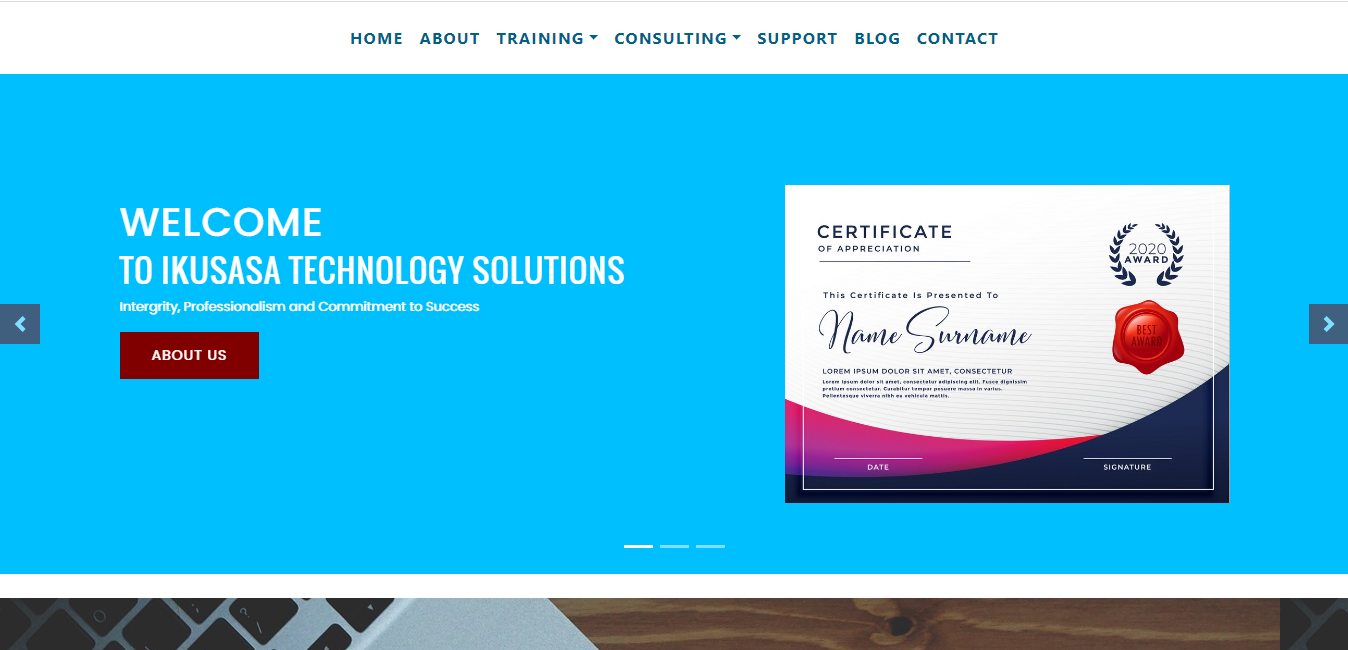 HOME ABOUT TRAINING CONSULTING SUPPORT BLOG CONTACT
WELCOME
TO IKUSASA TECHNOLOGY SOLUTIONS
Intergrity, Professionalism and Commitment to Success
ABOUT US
CERTIFICATE
OF APPRECIATION
2020
AWARD
This Certificate Is Presented To
Name Surname
BEST
AWARD
LOREM IPSUM DOLOR SIT AMET, CONSECTETUR
Lorem ipsum dolor sit amet, consectetur adipiscing elit. Fusce dignissim
pretium consectetur. Curabitur tempor posuere massa in varius.
Pellentesque viverra nibh eu vehicula mattis.
DATE
SIGNATURE